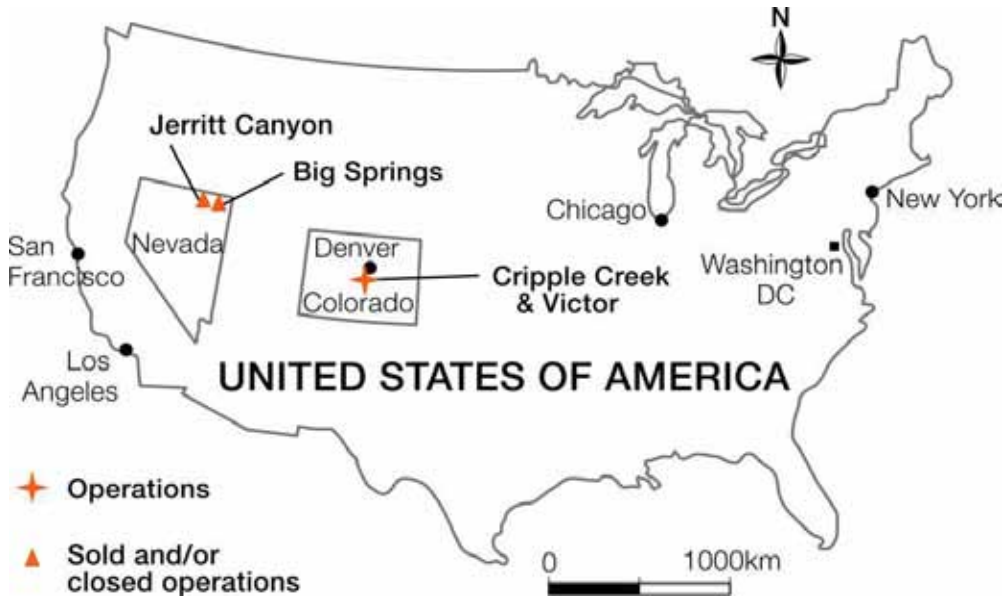 Jerritt Canyon
Big Springs
Nevada
San
Francisco
Denver
Colorado
Cripple Creek
& Victor
Chicago
New York
Washington
DC
Los
Angeles
UNITED STATES OF AMERICA
Operations
Sold and/or
closed operations
0 1000km